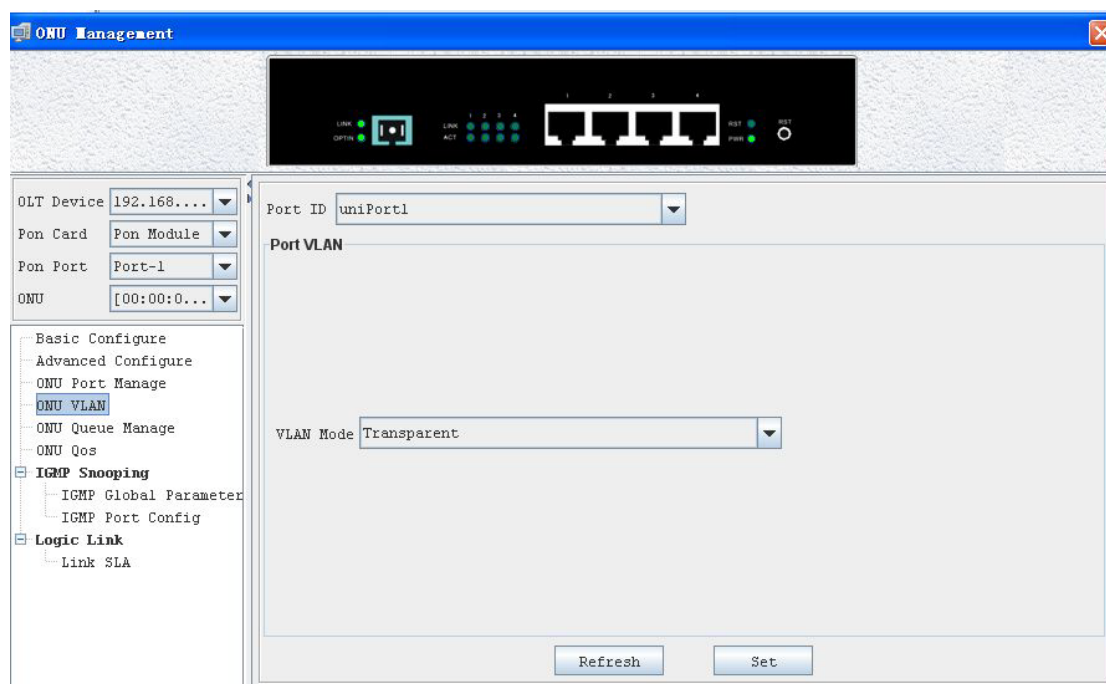 ONU Management
1 2 3 4
LINK
OPTIN
1 2 3 4
LINK
ACT
RST
PWR
RST
OLT Device 192.168....
Pon Card Pon Module
Pon Port Port-1
ONU [00:00:0...
Basic Configure
Advanced Configure
ONU Port Manage
ONU VLAN
ONU Queue Manage
ONU Qos
IGMP Snooping
IGMP Global Parameter
IGMP Port Config
Logic Link
Link SLA
Port ID uniPort1
Port VLAN
VLAN Mode Transparent
Refresh Set